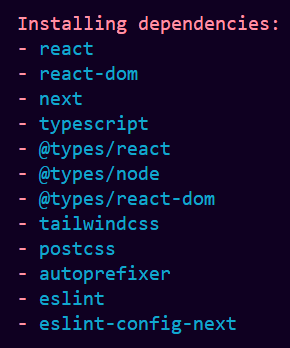 Installing dependencies:
- react
- react-dom
- next
- typescript
- @types/react
- @types/node
- @types/react-dom
- tailwindcss
- postcss
- autoprefixer
- eslint
- eslint-config-next